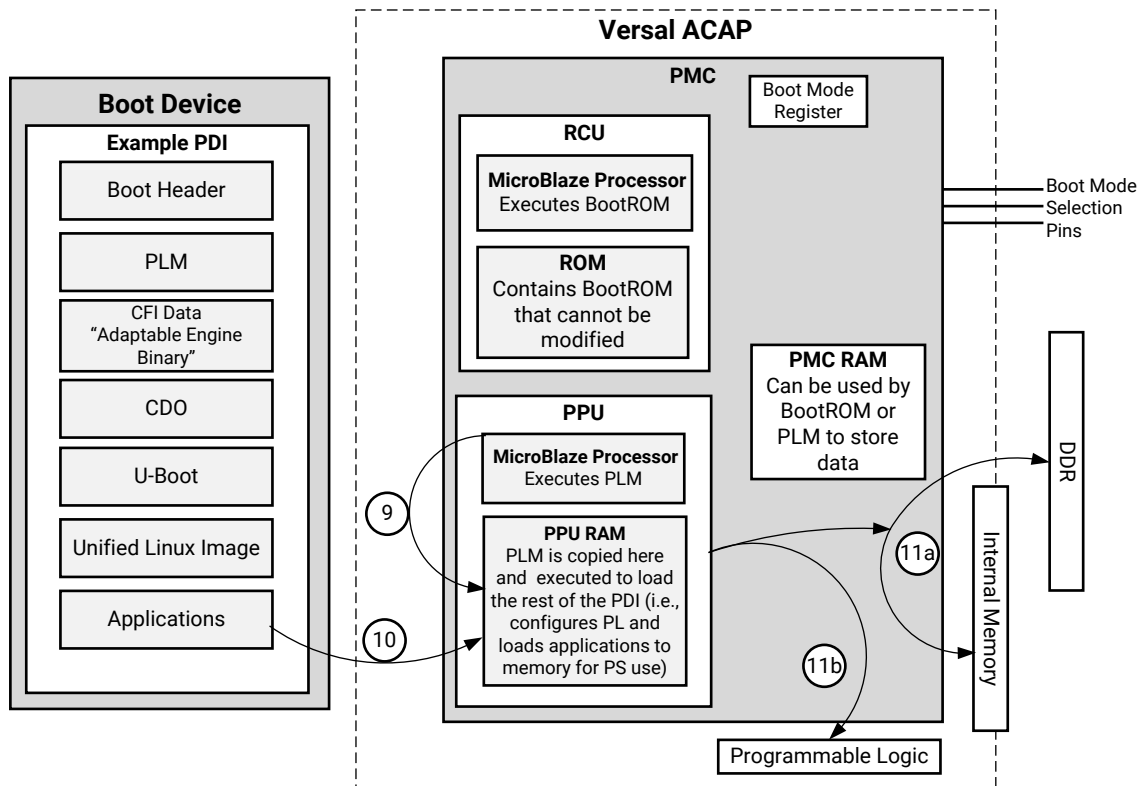 Versal ACAP
Boot Device
Example PDI
Boot Header
PLM
CFI Data
“Adaptable Engine
Binary”
CDO
U-Boot
Unified Linux Image
Applications
PMC
Boot Mode
Register
RCU
MicroBlaze Processor
Executes BootROM
ROM
Contains BootROM
that cannot be
modified
Boot Mode
Selection
Pins
PMC RAM
Can be used by
BootROM or
PLM to store
data
PPU
MicroBlaze Processor
Executes PLM
PPU RAM
PLM is copied here
and executed to load
the rest of the PDI (i.e.,
configures PL and
loads applications to
memory for PS use)
9
10
11a
11b
DDR
Internal Memory
Programmable Logic